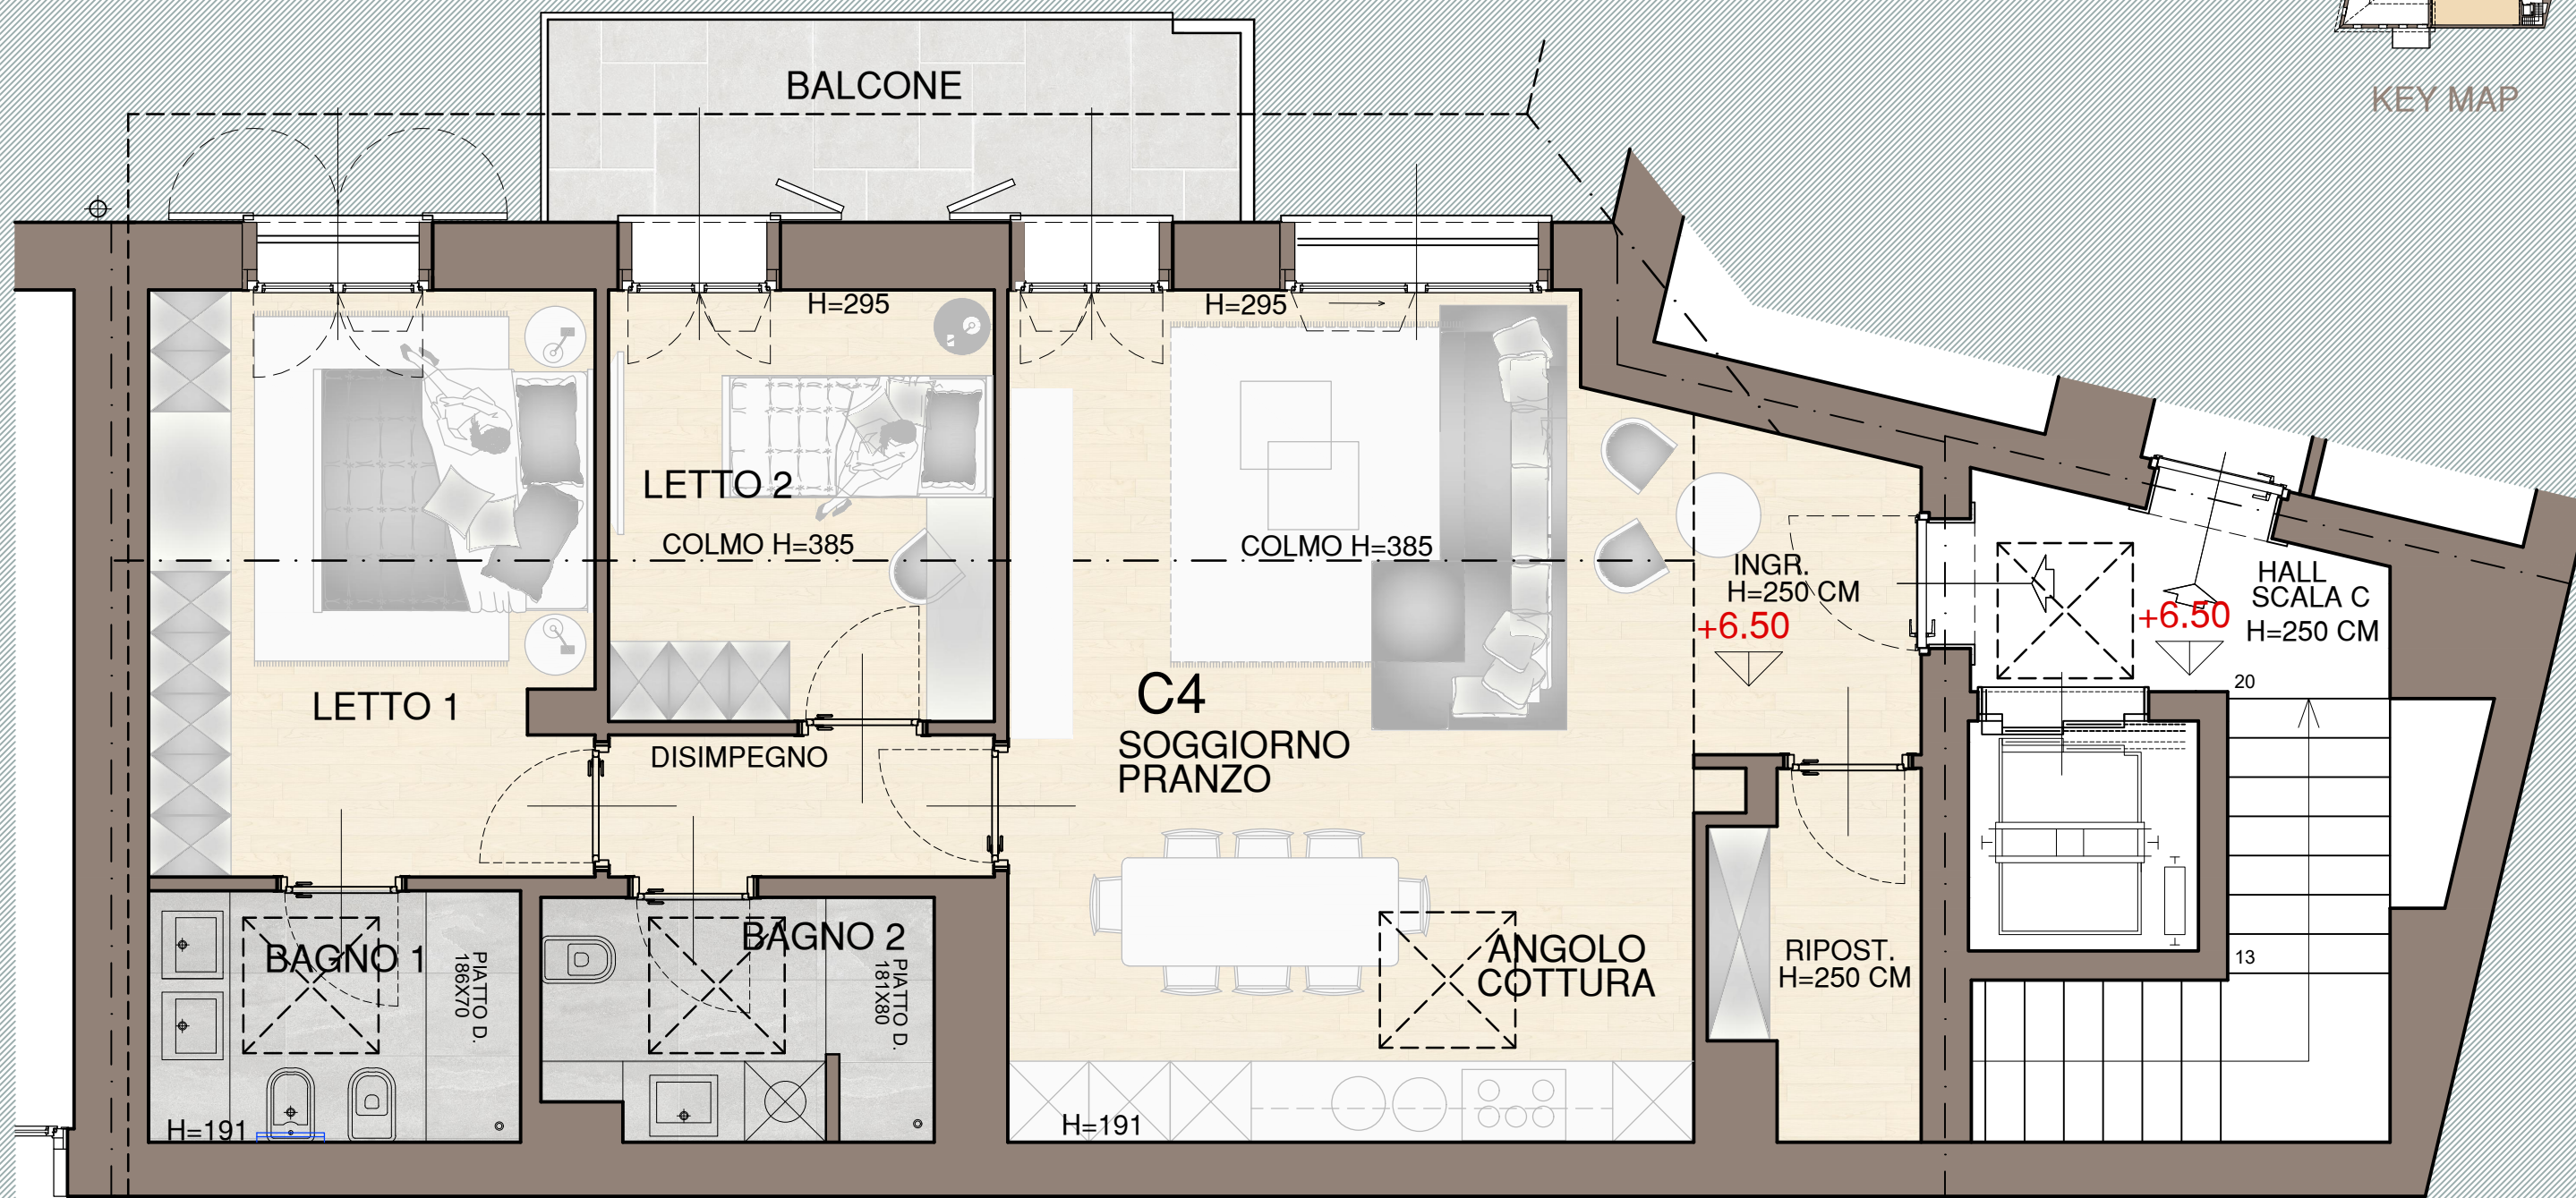 BALCONE
KEY MAP
H=295
H=295
LETTO 2
COLMO H=385
COLMO H=385
INGR.
H=250 CM
+6.50
HALL
SCALA C
+6.50
H=250 CM
20
LETTO 1
C4
SOGGIORNO
PRANZO
DISIMPEGNO
BAGNO 1
PIATTO D.
186X70
BAGNO 2
PIATTO D.
181X80
ANGOLO
COTTURA
RIPOST.
H=250 CM
13
H=191
H=191